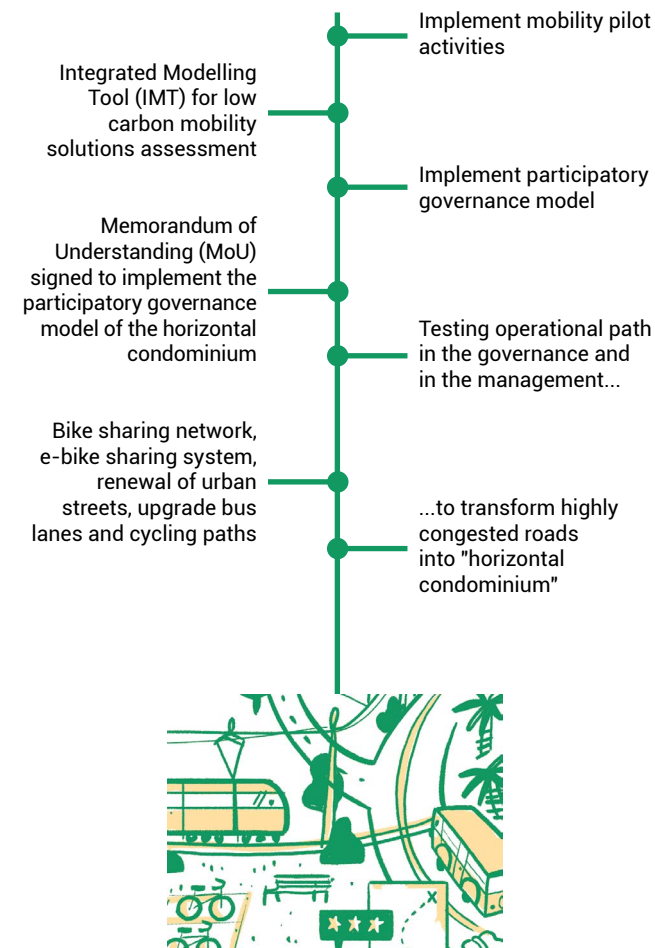 Implement mobility pilot
activities
Integrated Modelling
Tool (IMT) for low
carbon mobility
solutions assessment
Implement participatory
governance model
Memorandum of
Understanding (MoU)
signed to implement the
participatory governance
model of the horizontal
condominium
Testing operational path
in the governance and
in the management...
Bike sharing network,
e-bike sharing system,
renewal of urban
streets, upgrade bus
lanes and cycling paths
...to transform highly
congested roads
into "horizontal
condominium"
x